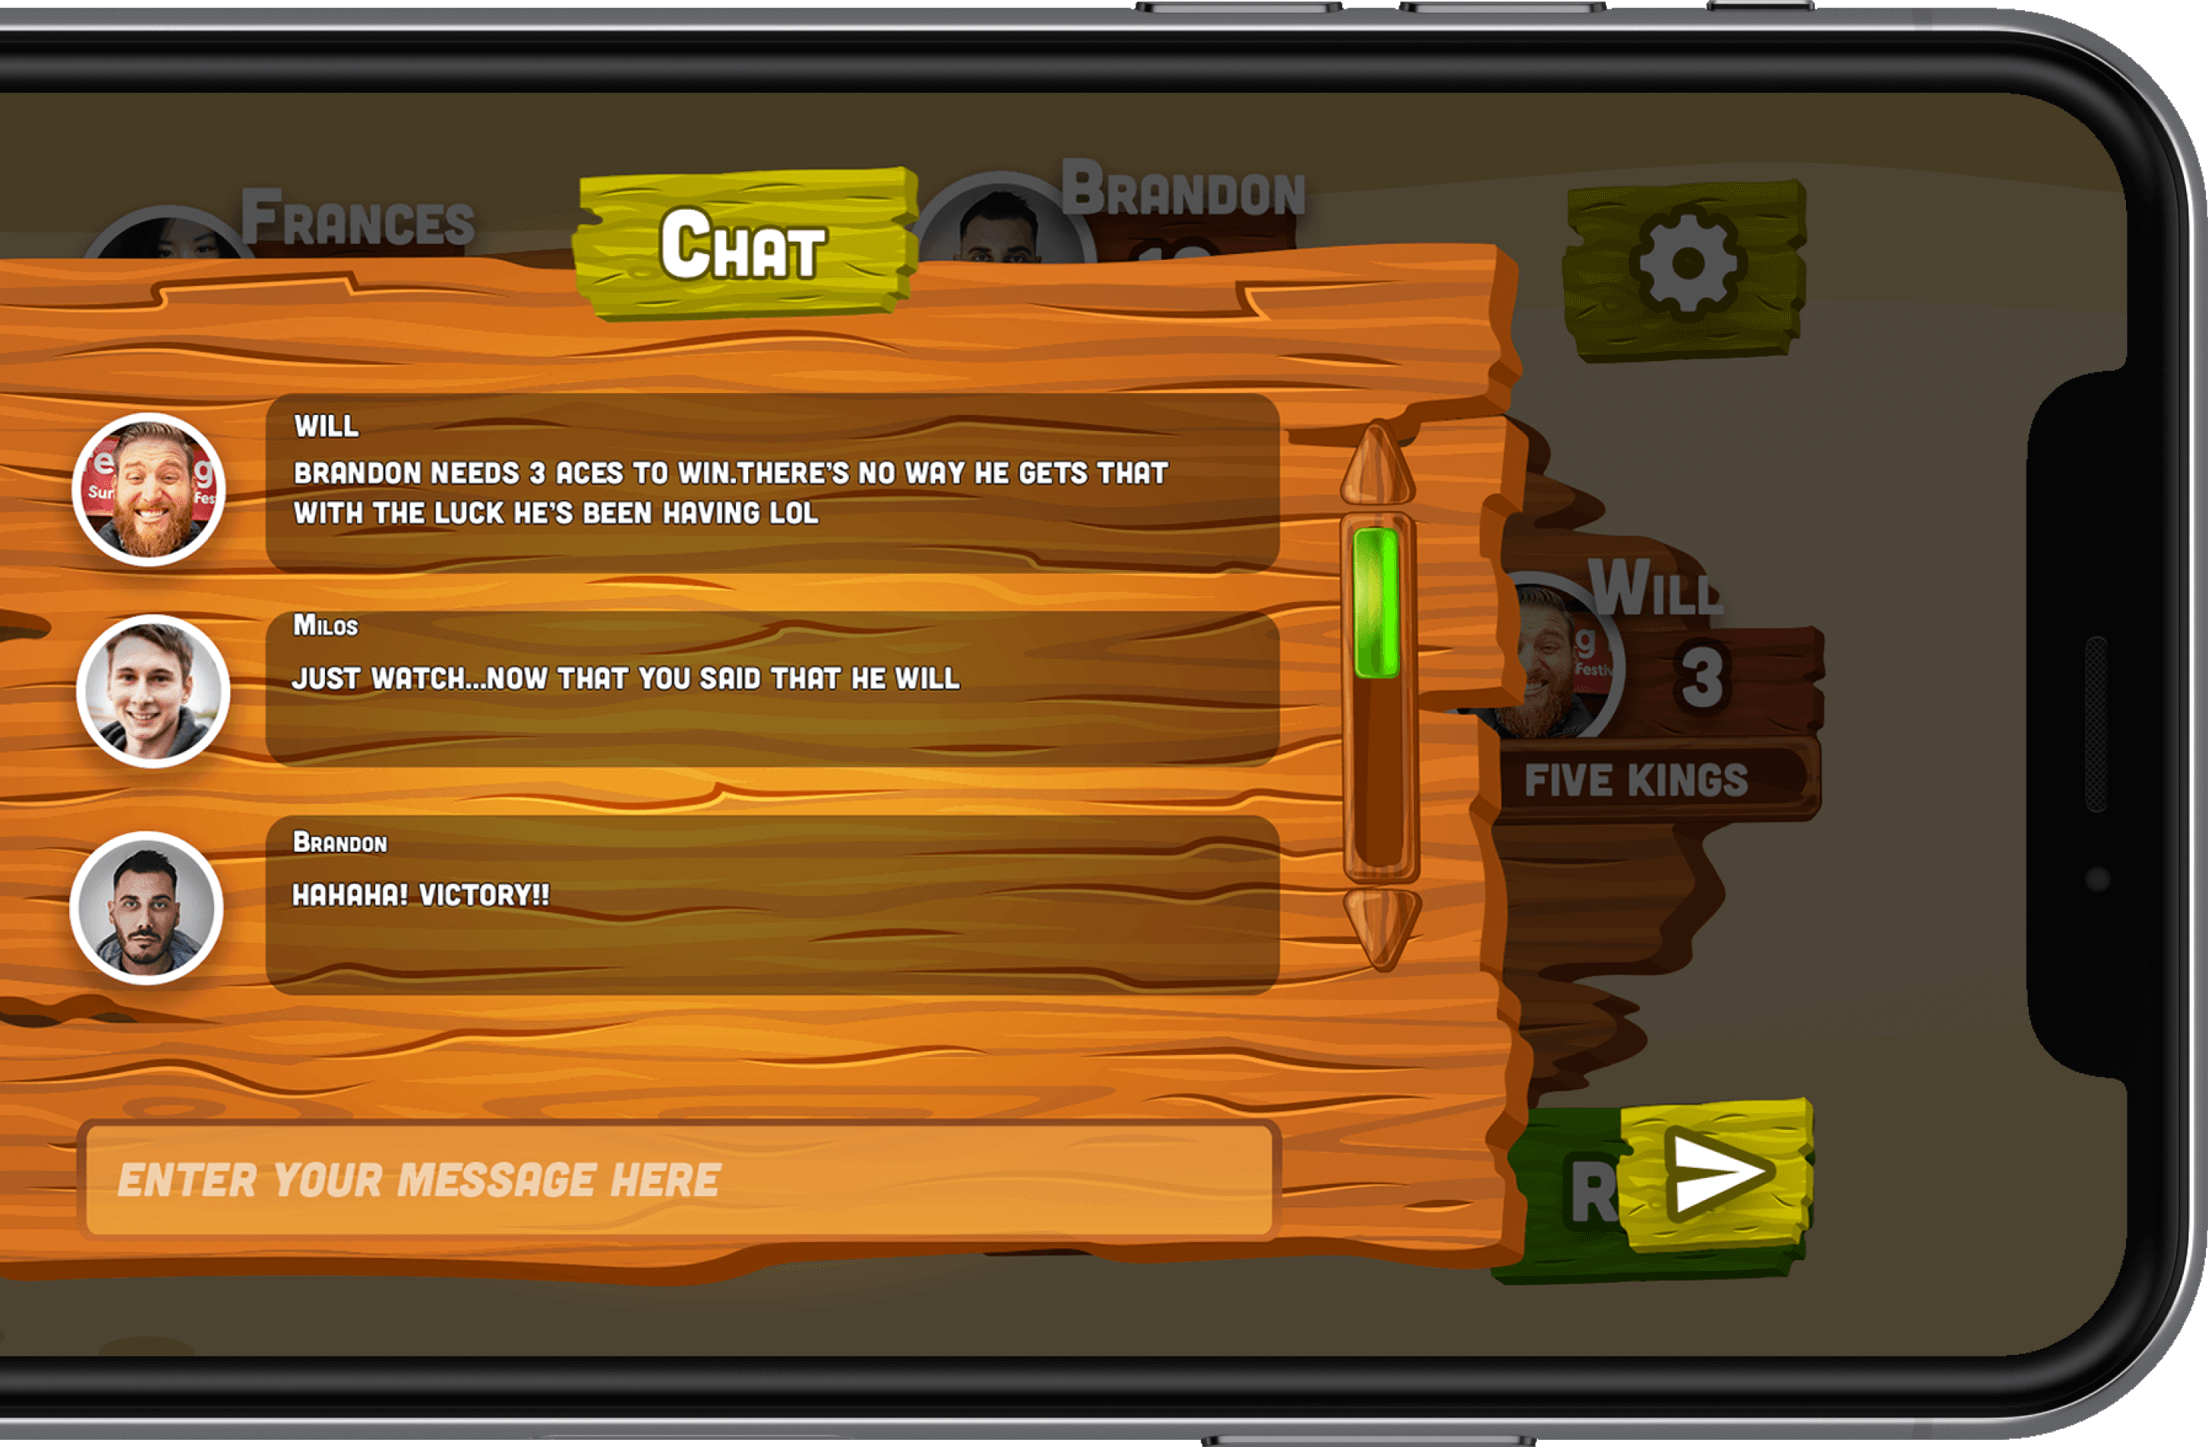 Frances
Brandon
Chat
WILL
BRANDON NEEDS 3 ACES TO WIN.THERE'S NO WAY HE GETS THAT
WITH THE LUCK HE'S BEEN HAVING LOL
Milos
JUST WATCH...NOW THAT YOU SAID THAT HE WILL
Brandon
HAHAHA! VICTORY!!
Will
3
FIVE KINGS
ENTER YOUR MESSAGE HERE